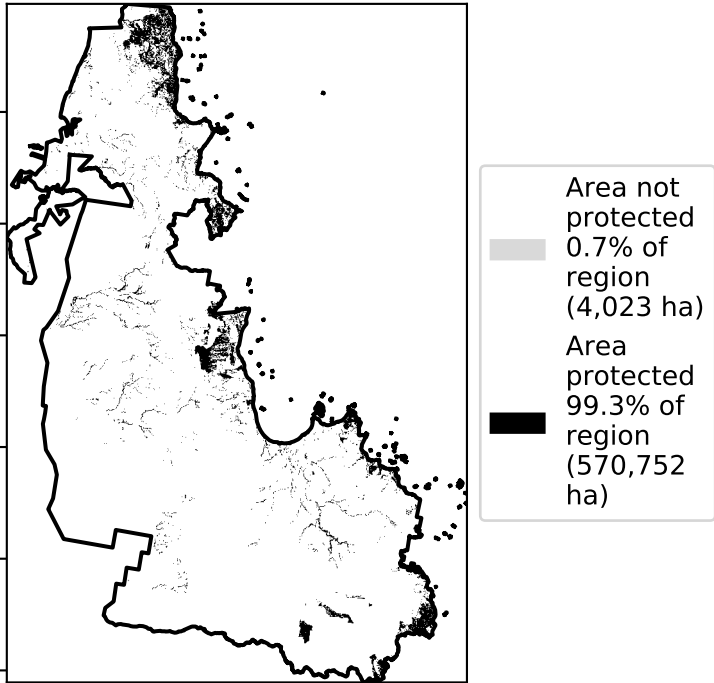 Area not
protected
0.7% of
region
(4,023 ha)
Area
protected
99.3% of
region
(570,752
ha)